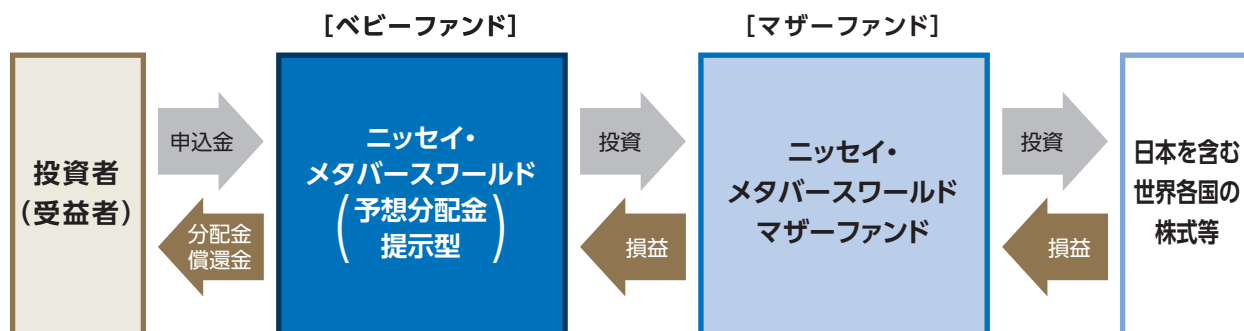 [ベビーファンド]
[マザーファンド]
投資者
(受益者)
申込金
分配金
償還金
ニッセイ・
メタバースワールド
(予想分配金
提示型)
投資
損益
ニッセイ・
メタバースワールド
マザーファンド
投資
損益
日本を含む
世界各国の
株式等